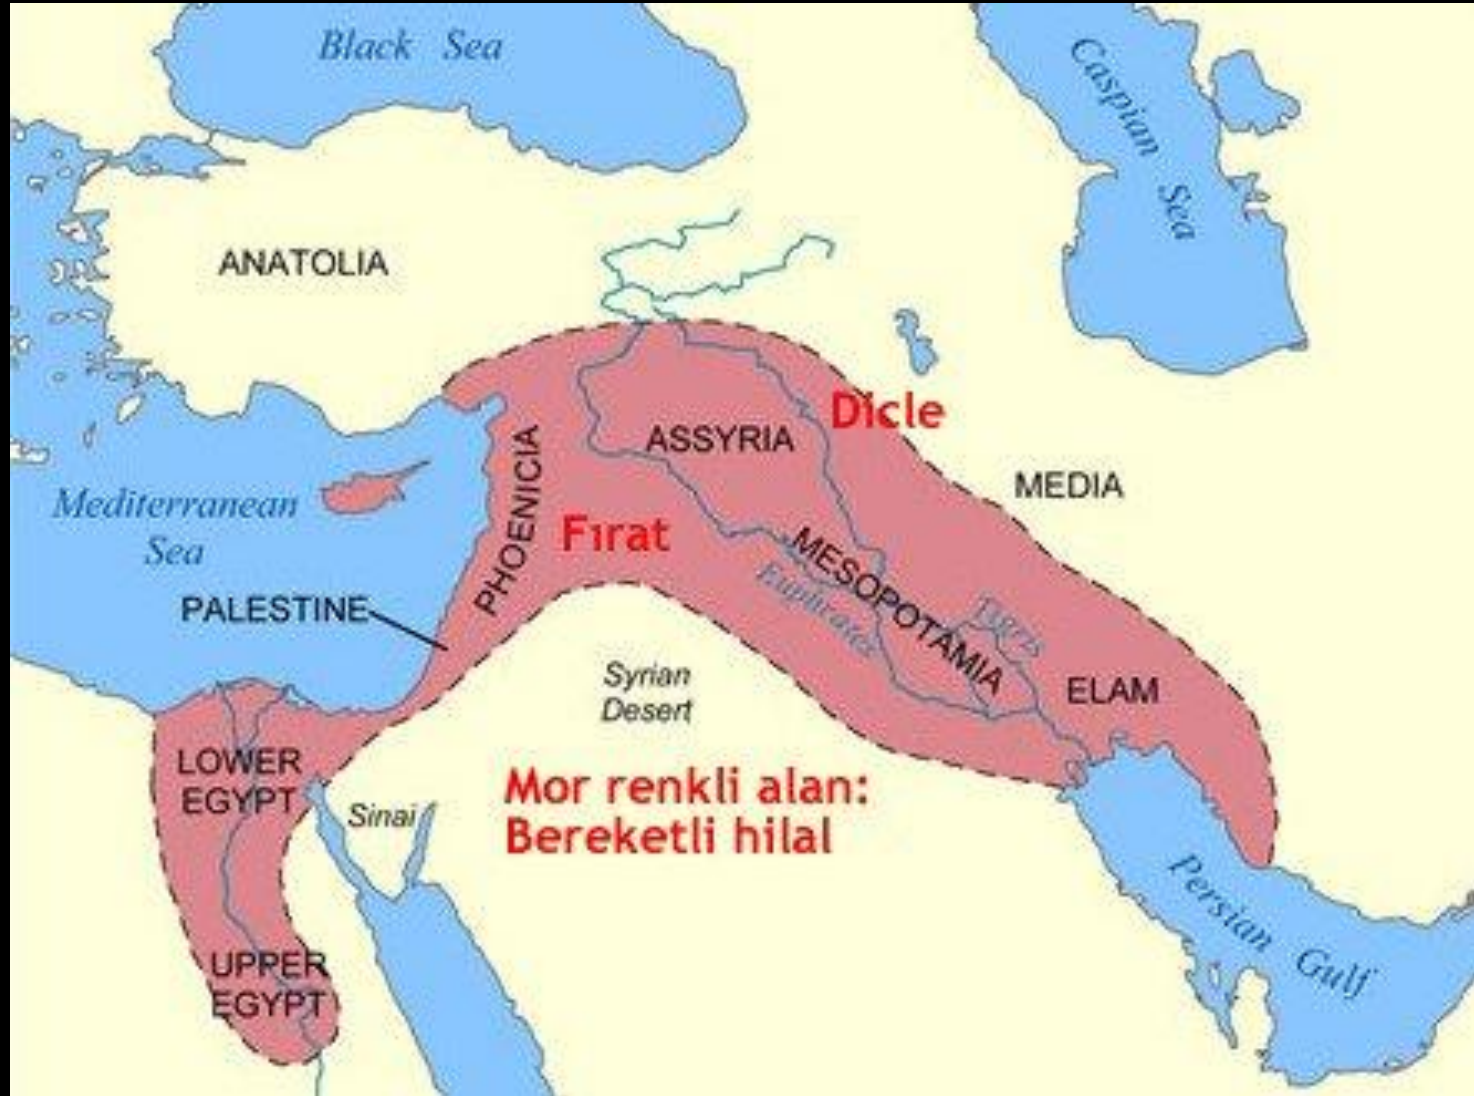 Black Sea
Caspian Sea
ANATOLIA
Dicle
ASSYRIA
MEDIA
PHOENICIA
Mediterranean
Sea
Fırat
MESOPOTAMIA
Euphrates
Tigris
PALESTINE
Syrian
Desert
ELAM
LOWER
EGYPT
Sinai
Mor renkli alan:
Bereketli hilal
Persian Gulf
UPPER
EGYPT